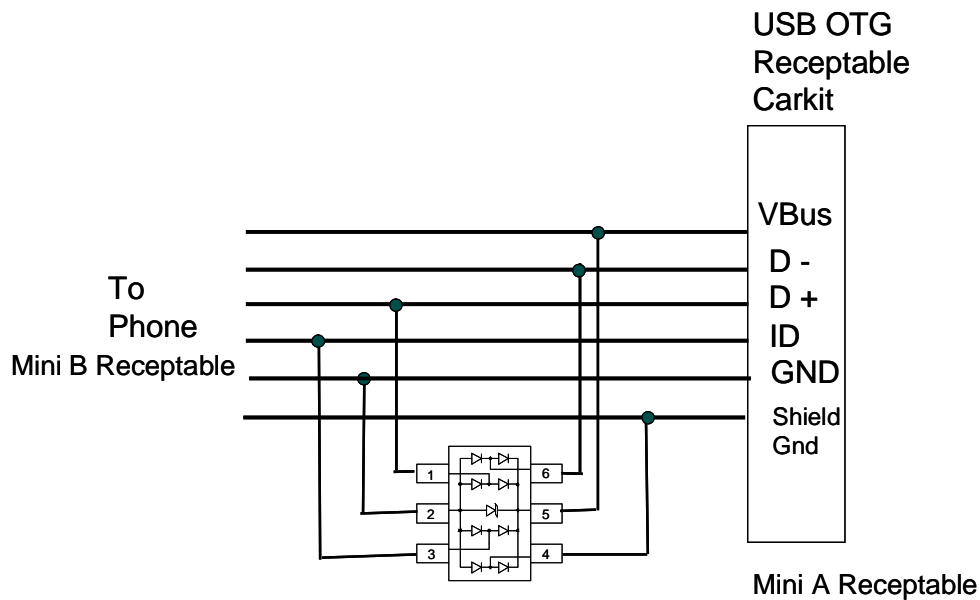 USB OTG
Receptable
Carkit
VBus
D -
D +
ID
GND
Shield
Gnd
To
Phone
Mini B Receptable
1
6
2
5
3
4
Mini A Receptable